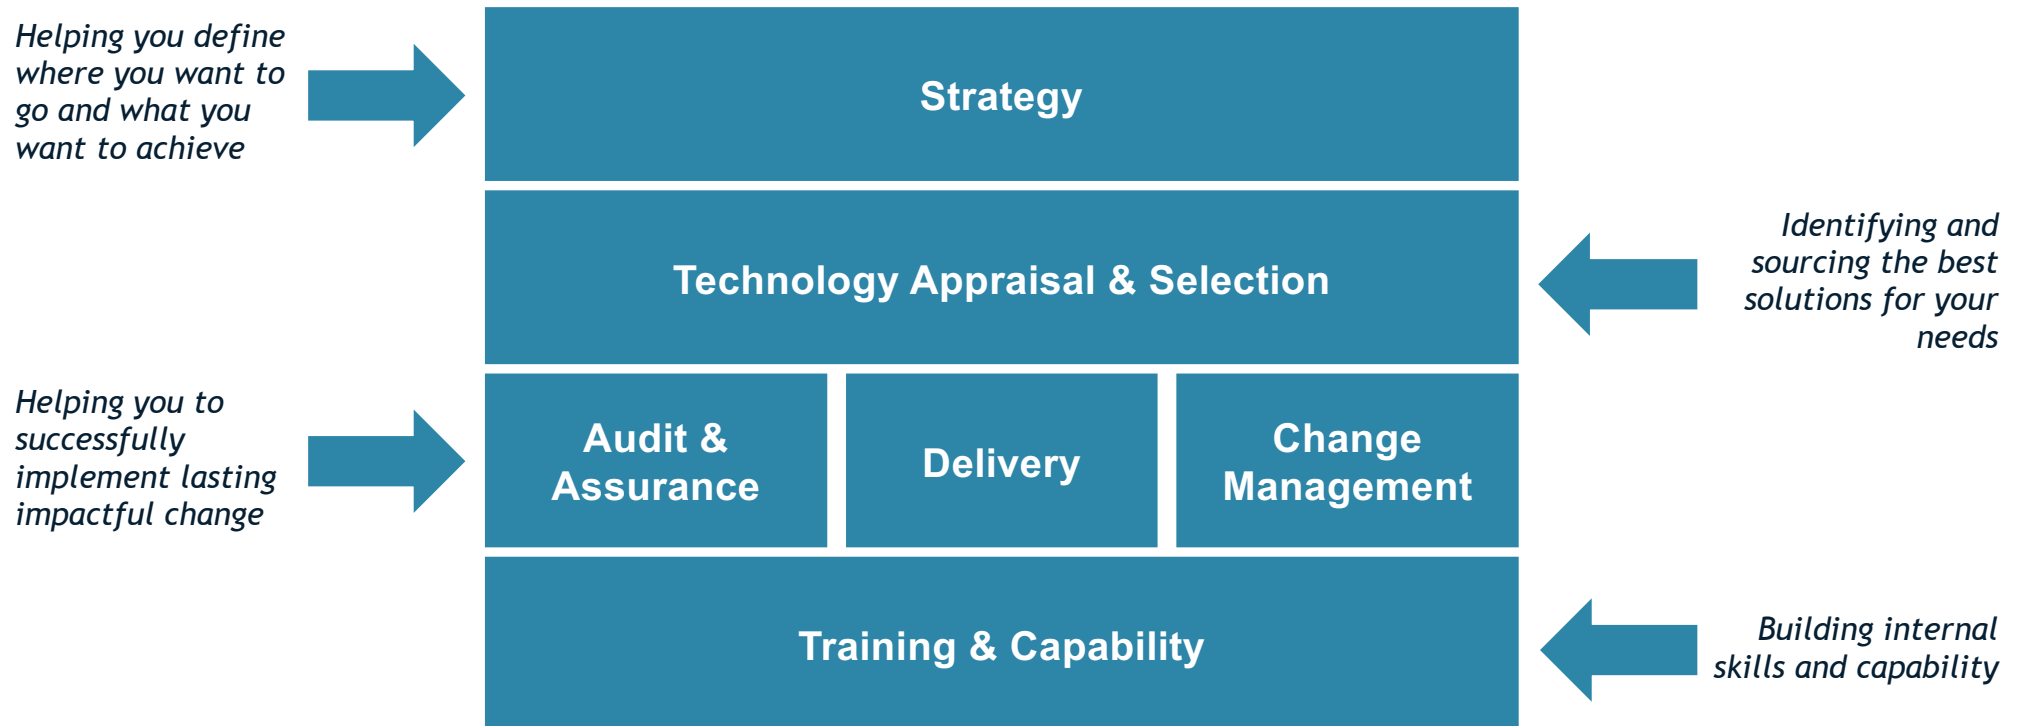 Helping you define
where you want to
go and what you
want to achieve
Strategy
Technology Appraisal & Selection
Identifying and
sourcing the best
solutions for your
needs
Helping you to
successfully
implement lasting
impactful change
Audit &
Assurance
Delivery
Change
Management
Training & Capability
Building internal
skills and capability